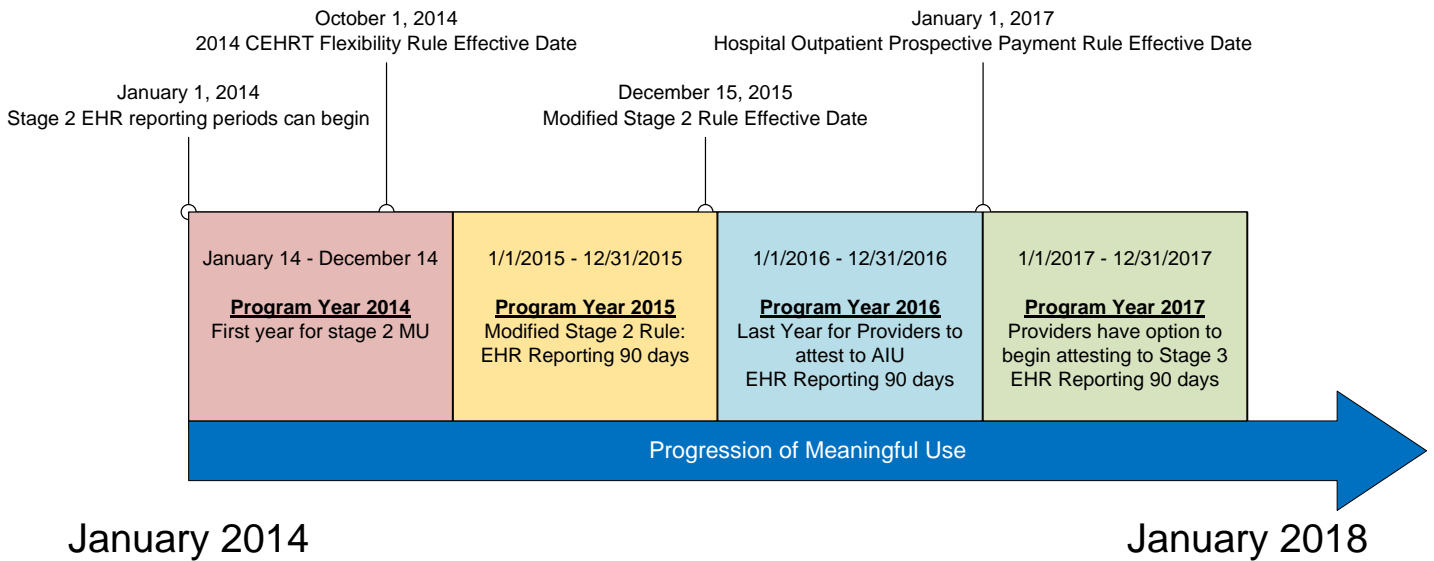 October 1, 2014
2014 CEHRT Flexibility Rule Effective Date
January 1, 2017
Hospital Outpatient Prospective Payment Rule Effective Date
January 1, 2014
Stage 2 EHR reporting periods can begin
December 15, 2015
Modified Stage 2 Rule Effective Date
January 14 - December 14
Program Year 2014
First year for stage 2 MU
1/1/2015 - 12/31/2015
Program Year 2015
Modified Stage 2 Rule:
EHR Reporting 90 days
1/1/2016 - 12/31/2016
Program Year 2016
Last Year for Providers to
attest to AIU
EHR Reporting 90 days
1/1/2017 - 12/31/2017
Program Year 2017
Providers have option to
begin attesting to Stage 3
EHR Reporting 90 days
Progression of Meaningful Use
January 2014
January 2018